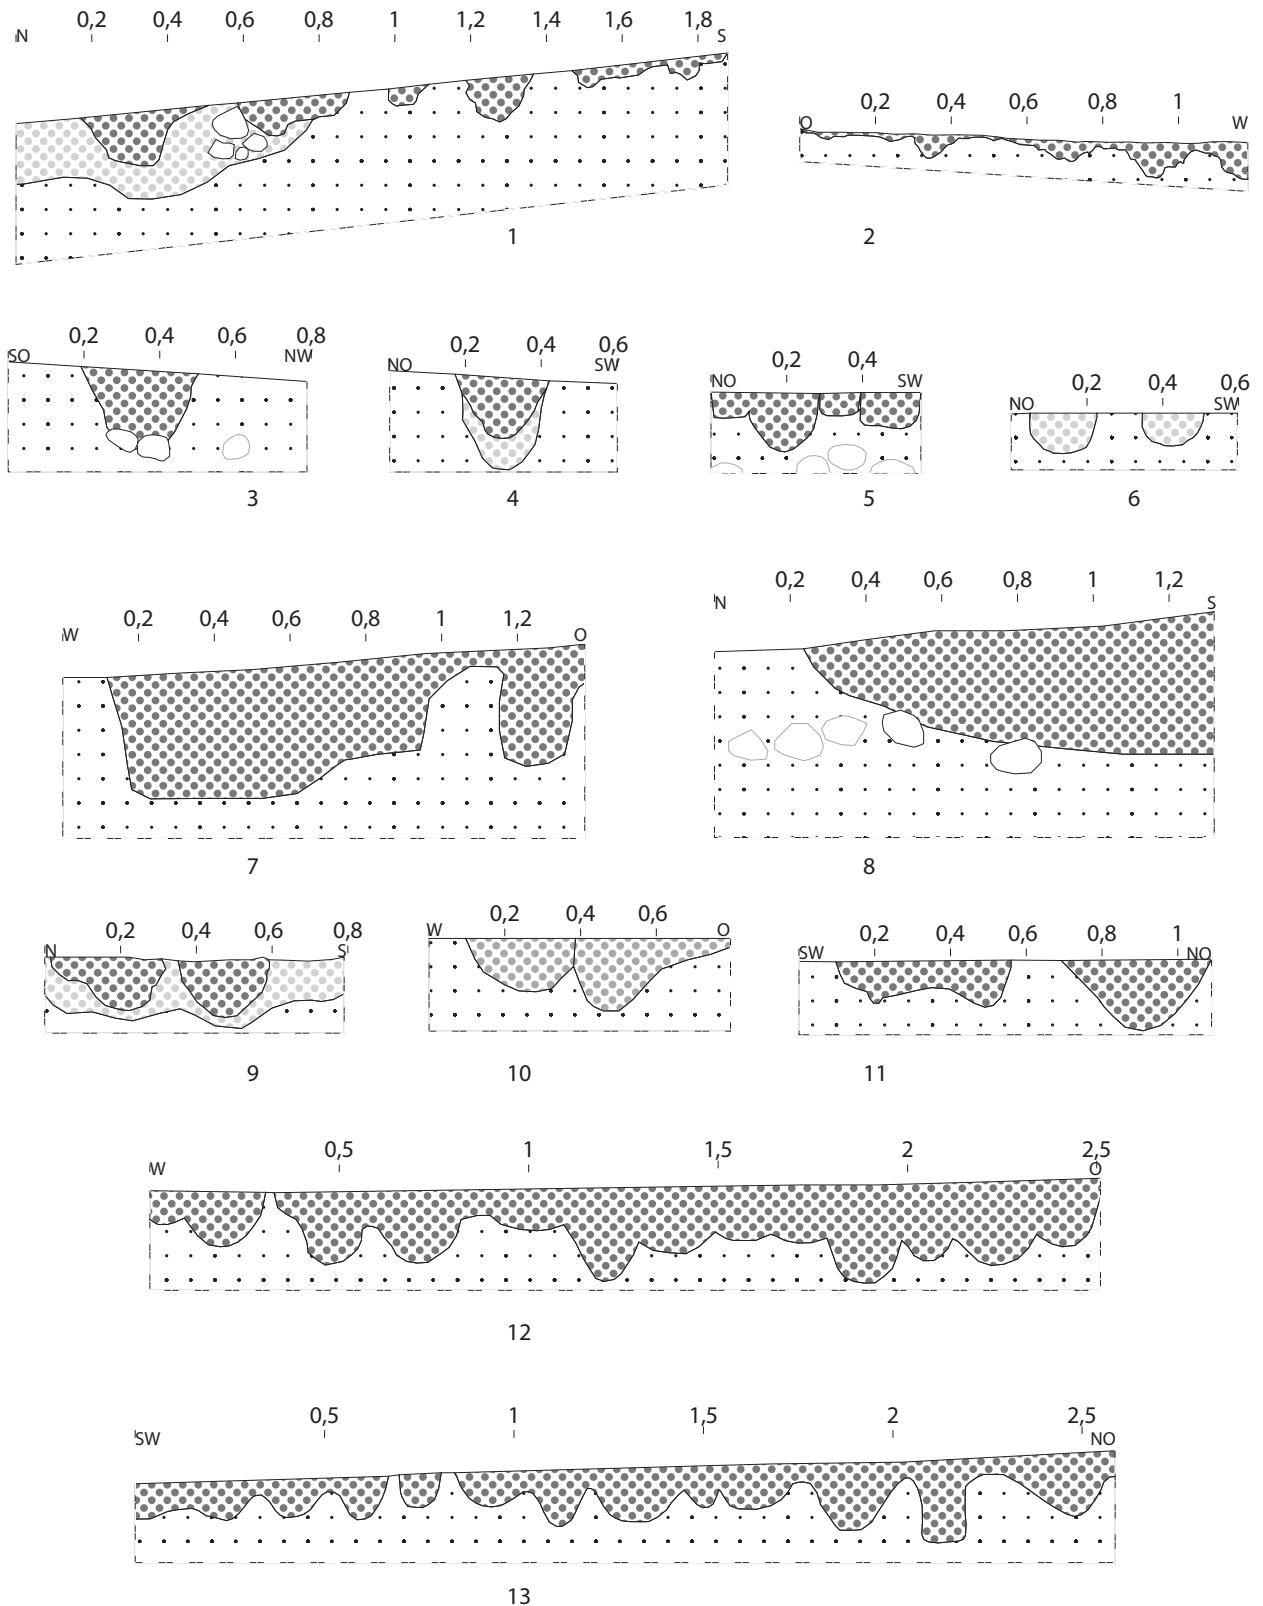 0,2 0,4 0,6 0,8 1 1,2 1,4 1,6 1,8
N S
1
0,2 0,4 0,6 0,8 1
O W
2
0,2 0,4 0,6 0,8
SO NW
3
0,2 0,4 0,6
NO SW
4
0,2 0,4
NO SW
5
0,2 0,4 0,6
NO SW
6
0,2 0,4 0,6 0,8 1 1,2
W O
7
0,2 0,4 0,6 0,8 1 1,2
N S
8
0,2 0,4 0,6 0,8
N S
9
0,2 0,4 0,6
W O
10
0,2 0,4 0,6 0,8 1
SW NO
11
0,5 1 1,5 2 2,5
W O
12
0,5 1 1,5 2 2,5
SW NO
13